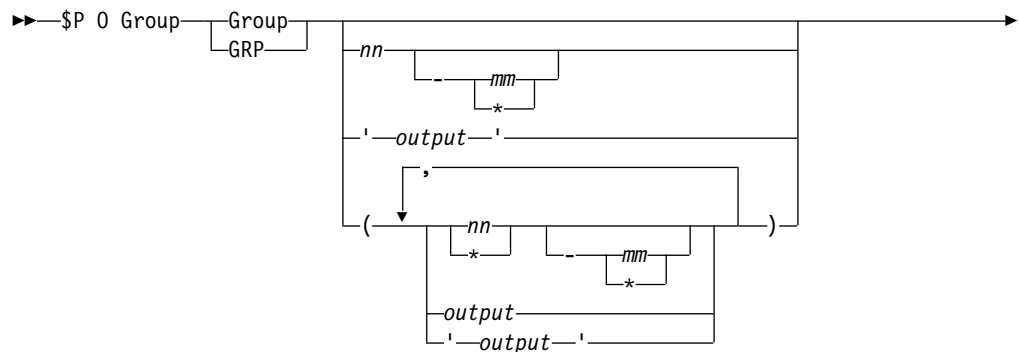 $P O Group Group
GRP
nn
- mm
*
' output '
,
( nn - mm )
* *
output
' output '